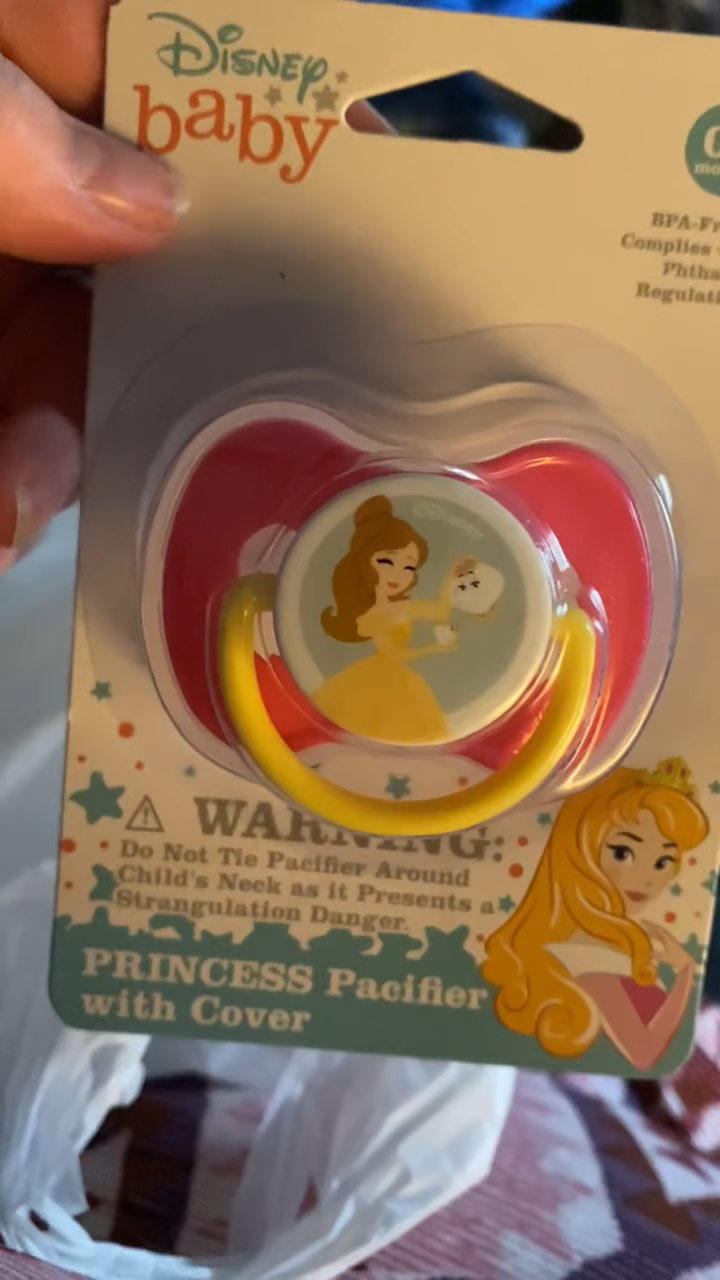 Disney
baby
BPA-Fr
Complies
Phtha
Regulati
Disney
WARNING:
Do Not Tie Pacifier Around
Child's Neck as it Presents a
Strangulation Danger.
PRINCESS Pacifier
with Cover